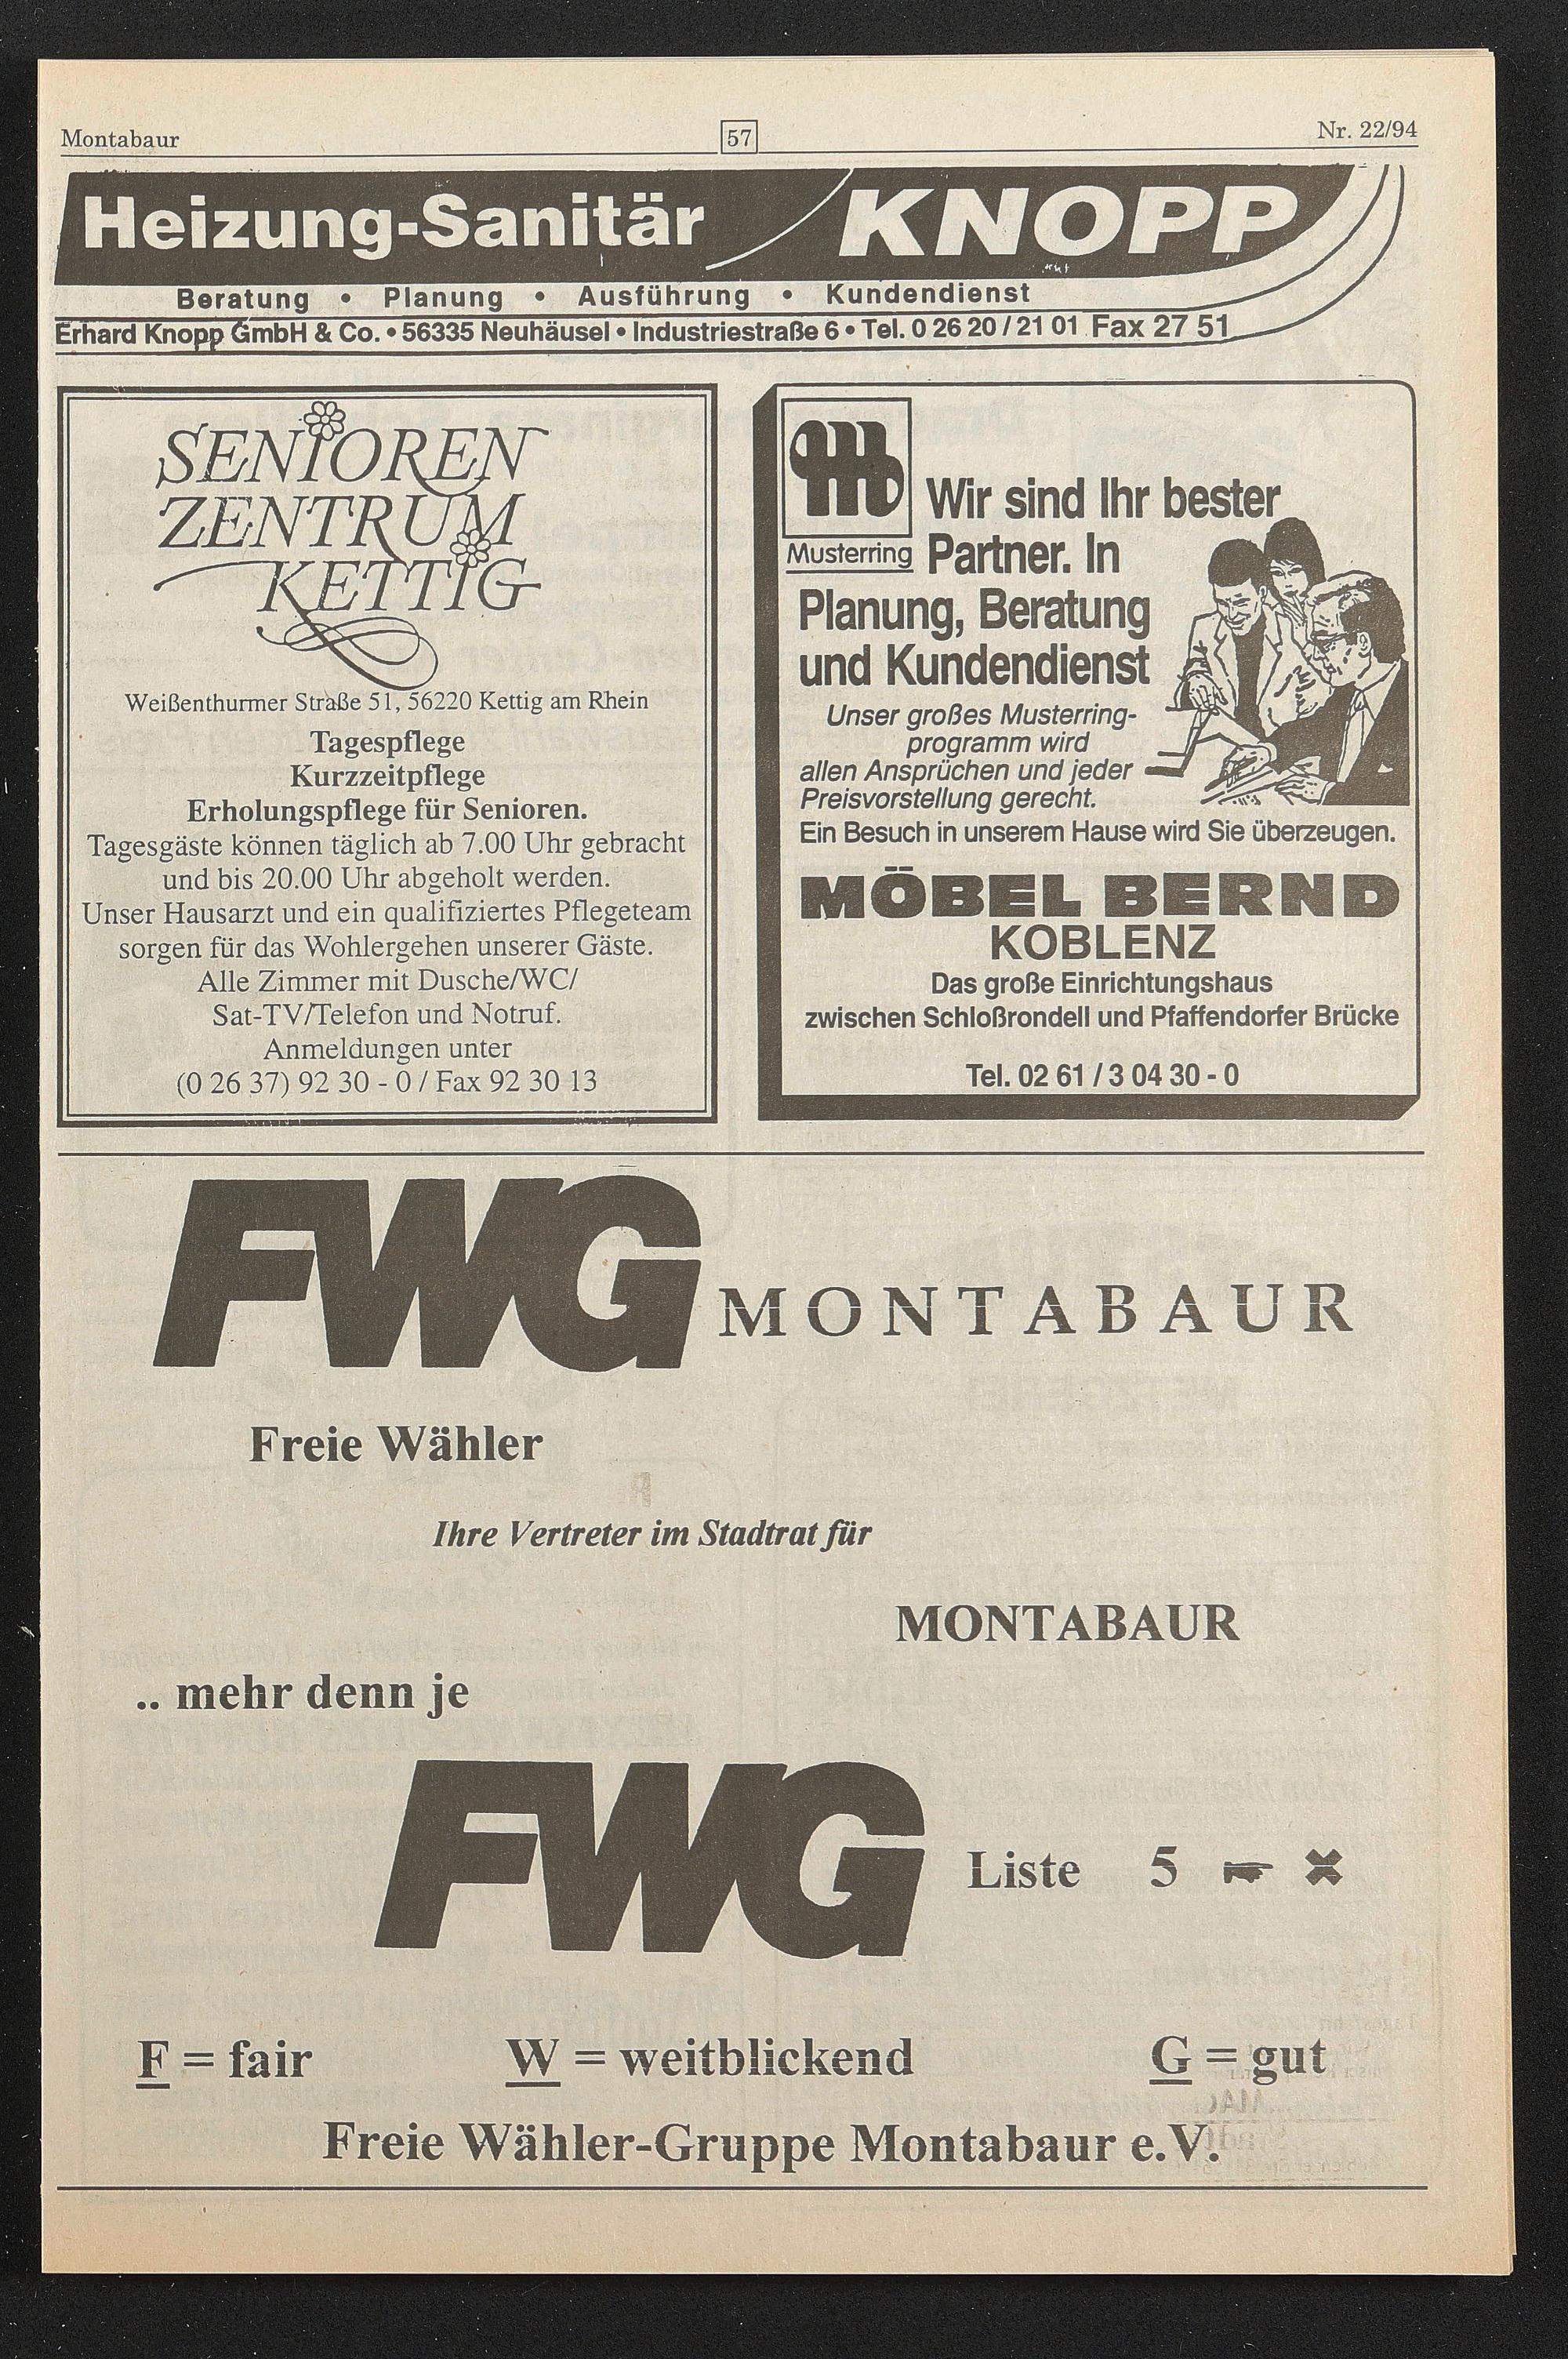 Montabaur
57
Nr. 22/94
Heizung-Sanitär KNOPP
Beratung • Planung • Ausführung • Kundendienst
Erhard Knopp GmbH & Co. • 56335 Neuhäusel • Industriestraße 6 • Tel. 0 26 20 / 21 01 Fax 27 51
SENIOREN
ZENTRUM
KETTIG
Weißenthurmer Straße 51, 56220 Kettig am Rhein
Tagespflege
Kurzzeitpflege
Erholungspflege für Senioren.
Tagesgäste können täglich ab 7.00 Uhr gebracht
und bis 20.00 Uhr abgeholt werden.
Unser Hausarzt und ein qualifiziertes Pflegeteam
sorgen für das Wohlergehen unserer Gäste.
Alle Zimmer mit Dusche/WC/
Sat-TV/Telefon und Notruf.
Anmeldungen unter
(0 26 37) 92 30 - 0 / Fax 92 30 13
Musterring
Wir sind Ihr bester
Partner. In
Planung, Beratung
und Kundendienst
Unser großes Musterring-
programm wird
allen Ansprüchen und jeder
Preisvorstellung gerecht.
Ein Besuch in unserem Hause wird Sie überzeugen.
MÖBEL BERND
KOBLENZ
Das große Einrichtungshaus
zwischen Schloßrondell und Pfaffendorfer Brücke
Tel. 02 61 / 3 04 30 - 0
FWG MONTABAUR
Freie Wähler
Ihre Vertreter im Stadtrat für
MONTABAUR
.. mehr denn je
FWG Liste 5
F = fair W = weitblickend G = gut
Freie Wähler-Gruppe Montabaur e.V.